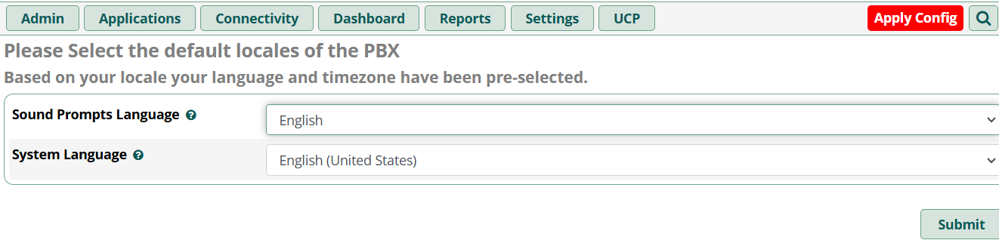 Admin Applications Connectivity Dashboard Reports Settings UCP Apply Config
Please Select the default locales of the PBX
Based on your locale your language and timezone have been pre-selected.
Sound Prompts Language ? English
System Language ? English (United States)
Submit